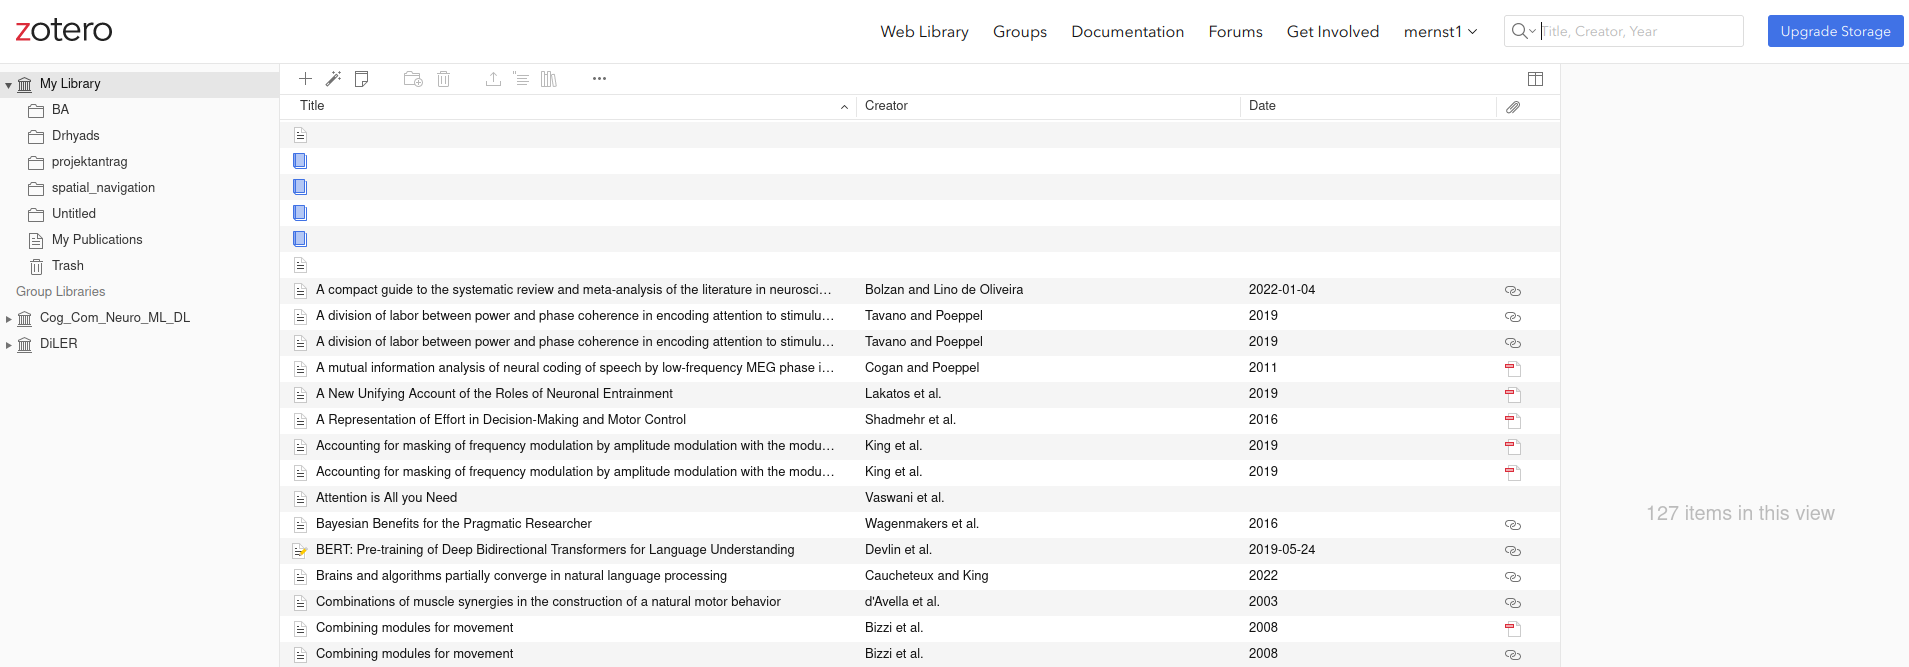 zotero
Web Library Groups Documentation Forums Get Involved mernst1 Title, Creator, Year Upgrade Storage
My Library
BA
Drhyads
projektantrag
spatial_navigation
Untitled
My Publications
Trash
Group Libraries
Cog_Com_Neuro_ML_DL
DiLER
Title Creator Date
A compact guide to the systematic review and meta-analysis of the literature in neurosci... Bolzan and Lino de Oliveira 2022-01-04
A division of labor between power and phase coherence in encoding attention to stimulu... Tavano and Poeppel 2019
A division of labor between power and phase coherence in encoding attention to stimulu... Tavano and Poeppel 2019
A mutual information analysis of neural coding of speech by low-frequency MEG phase i... Cogan and Poeppel 2011
A New Unifying Account of the Roles of Neuronal Entrainment Lakatos et al. 2019
A Representation of Effort in Decision-Making and Motor Control Shadmehr et al. 2016
Accounting for masking of frequency modulation by amplitude modulation with the modu... King et al. 2019
Accounting for masking of frequency modulation by amplitude modulation with the modu... King et al. 2019
Attention is All you Need Vaswani et al.
Bayesian Benefits for the Pragmatic Researcher Wagenmakers et al. 2016
BERT: Pre-training of Deep Bidirectional Transformers for Language Understanding Devlin et al. 2019-05-24
Brains and algorithms partially converge in natural language processing Caucheteux and King 2022
Combinations of muscle synergies in the construction of a natural motor behavior d'Avella et al. 2003
Combining modules for movement Bizzi et al. 2008
Combining modules for movement Bizzi et al. 2008
127 items in this view